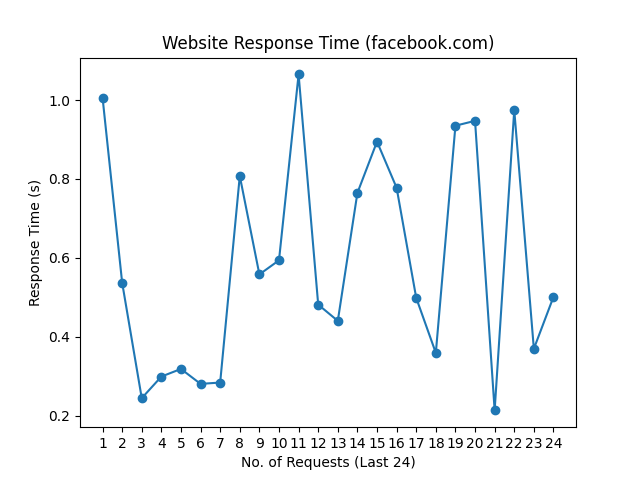 Website Response Time (facebook.com)
1.0
0.8
0.6
0.4
0.2
Response Time (s)
1 2 3 4 5 6 7 8 9 10 11 12 13 14 15 16 17 18 19 20 21 22 23 24
No. of Requests (Last 24)